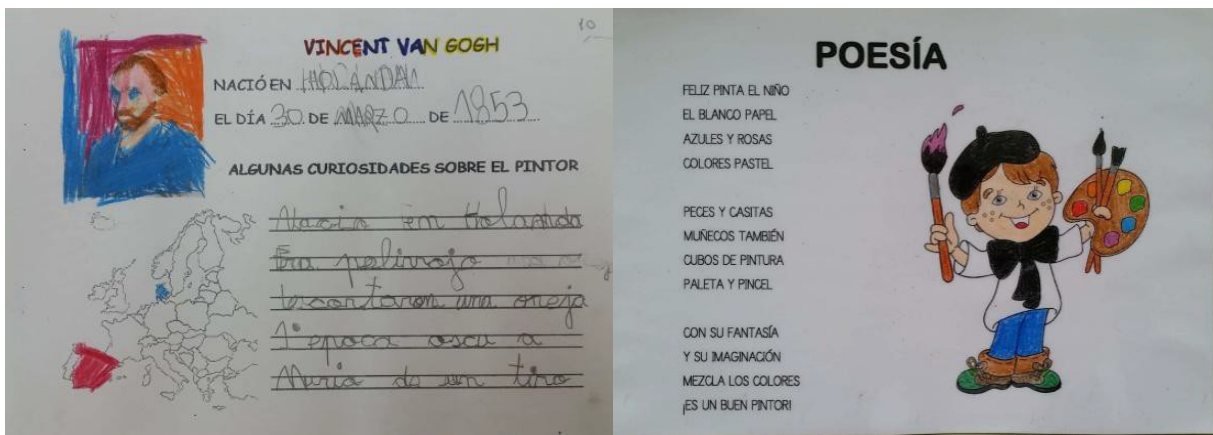 10
VINCENT VAN GOGH
NACIÓ EN HOLANDA
EL DÍA 30 DE MARZO DE 1853
ALGUNAS CURIOSIDADES SOBRE EL PINTOR
Nacio en Holanda
Era pelirrojo
cortaron una oreja
1ª epoca oscu a
Murio de un tiro
POESÍA
FELIZ PINTA EL NIÑO
EL BLANCO PAPEL
AZULES Y ROSAS
COLORES PASTEL
PECES Y CASITAS
MUÑECOS TAMBIÉN
CUBOS DE PINTURA
PALETA Y PINCEL
CON SU FANTASÍA
Y SU IMAGINACIÓN
MEZCLA LOS COLORES
¡ES UN BUEN PINTOR!